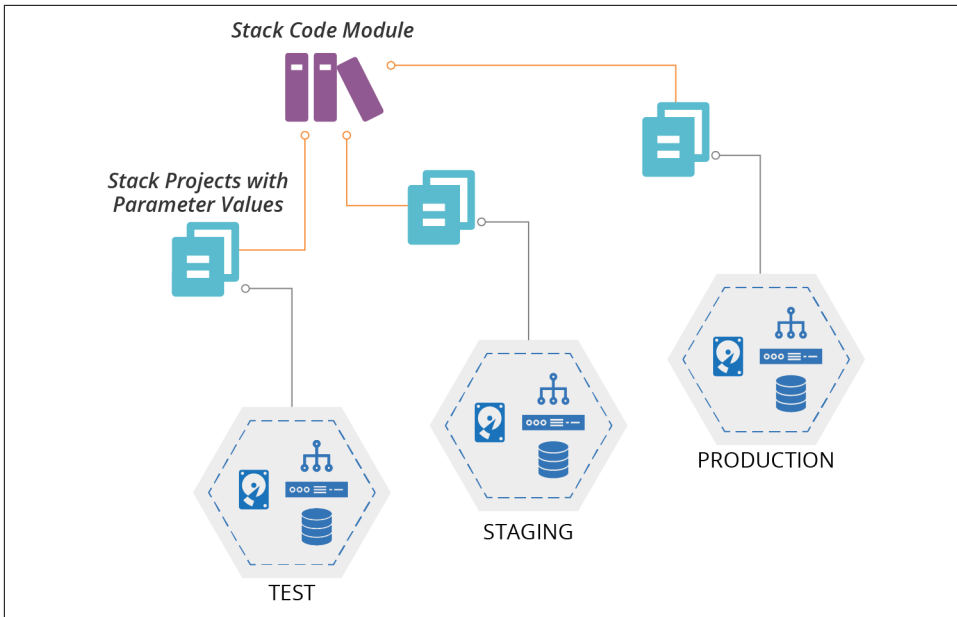 Stack Code Module
Stack Projects with
Parameter Values
PRODUCTION
STAGING
TEST